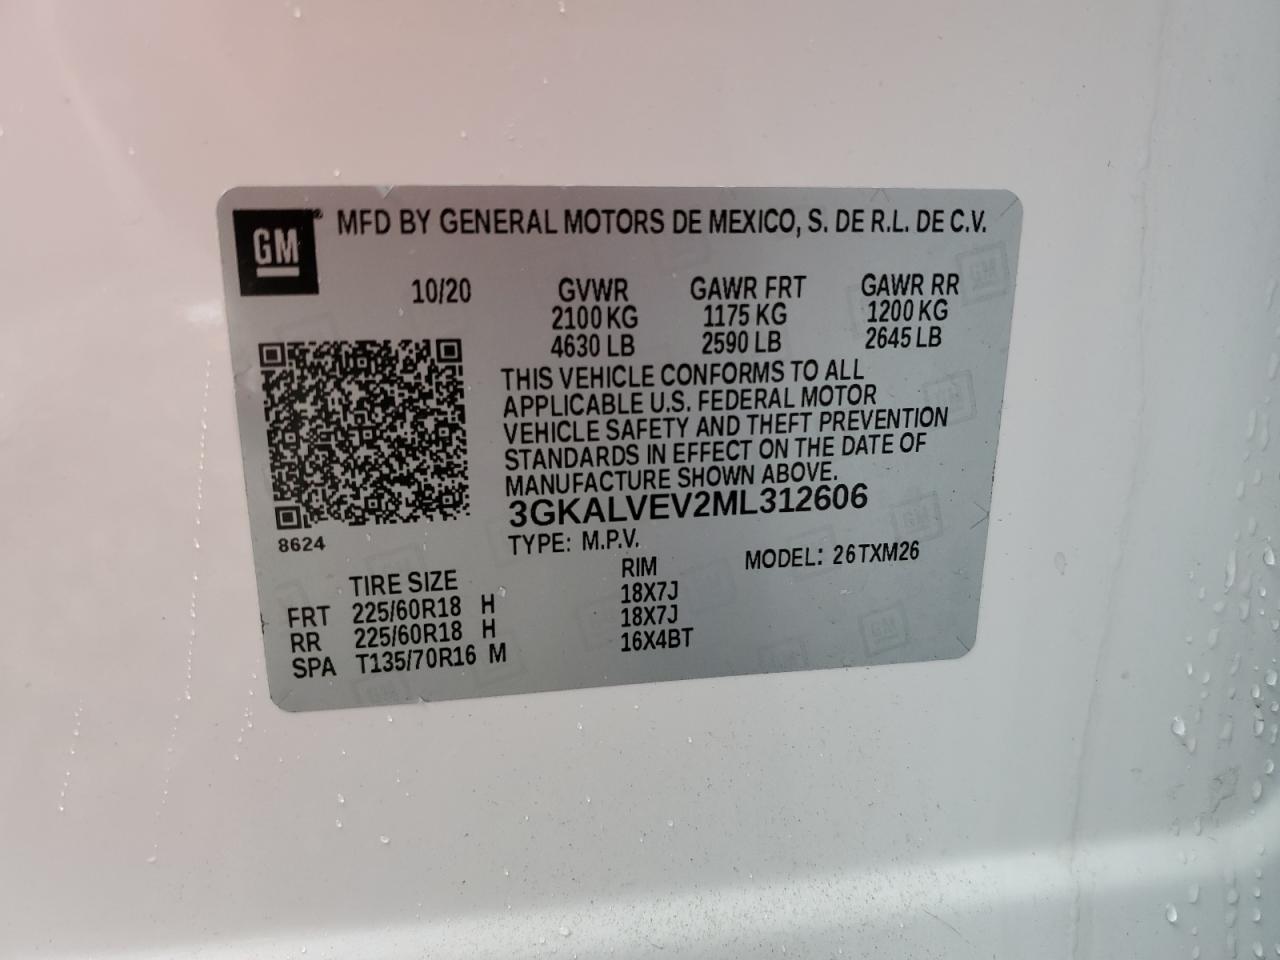 GM® MFD BY GENERAL MOTORS DE MEXICO, S. DE R.L. DE C.V.
10/20 GVWR GAWR FRT GAWR RR
2100 KG 1175 KG 1200 KG
4630 LB 2590 LB 2645 LB
THIS VEHICLE CONFORMS TO ALL
APPLICABLE U.S. FEDERAL MOTOR
VEHICLE SAFETY AND THEFT PREVENTION
STANDARDS IN EFFECT ON THE DATE OF
MANUFACTURE SHOWN ABOVE.
3GKALVEV2ML312606
8624 TYPE: M.P.V. MODEL: 26TXM26
TIRE SIZE RIM
FRT 225/60R18 H 18X7J
RR 225/60R18 H 18X7J
SPA T135/70R16 M 16X4BT